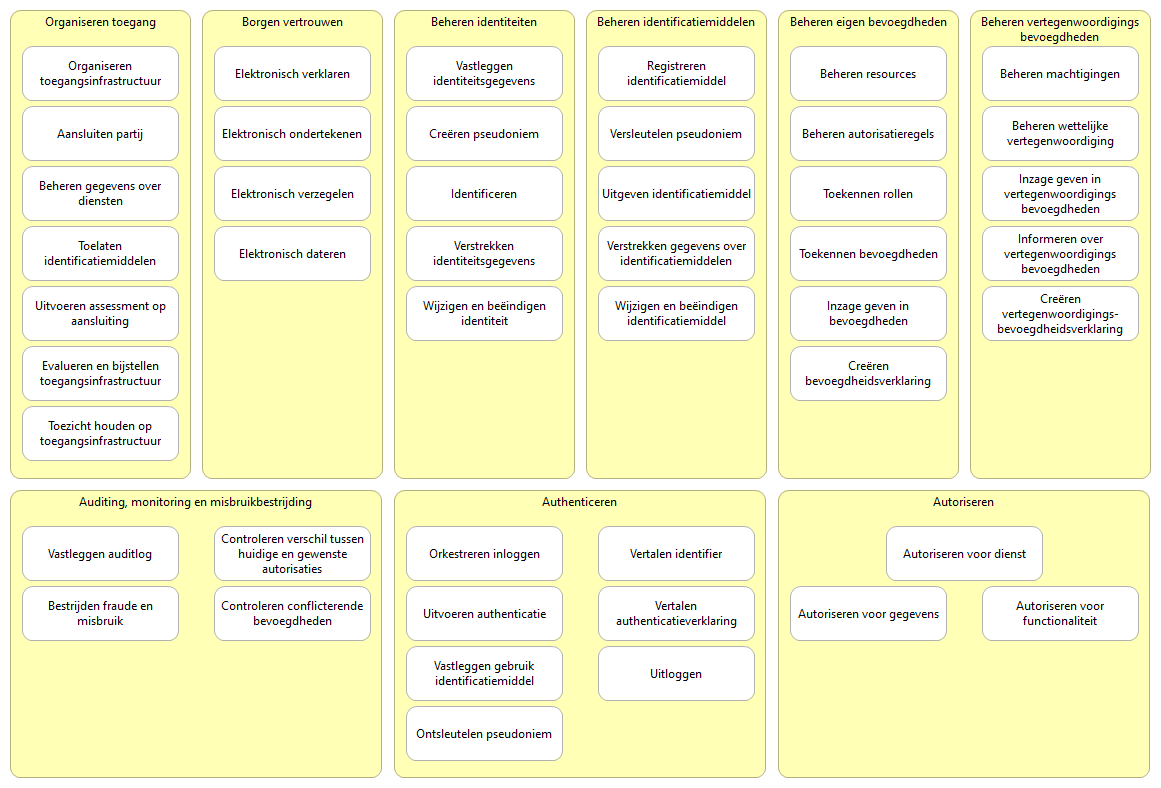 Organiseren toegang
Organiseren
toegangsinfrastructuur
Aansluiten partij
Beheren gegevens over
diensten
Toelaten
identificatiemiddelen
Uitvoeren assessment op
aansluiting
Evalueren en bijstellen
toegangsinfrastructuur
Toezicht houden op
toegangsinfrastructuur
Borgen vertrouwen
Elektronisch verklaren
Elektronisch ondertekenen
Elektronisch verzegelen
Elektronisch dateren
Beheren identiteiten
Vastleggen
identiteitsgegevens
Creëren pseudoniem
Identificeren
Verstrekken
identiteitsgegevens
Wijzigen en beëindigen
identiteit
Beheren identificatiemiddelen
Registreren
identificatiemiddel
Versleutelen pseudoniem
Uitgeven identificatiemiddel
Verstrekken gegevens over
identificatiemiddelen
Wijzigen en beëindigen
identificatiemiddel
Beheren eigen bevoegdheden
Beheren resources
Beheren autorisatieregels
Toekennen rollen
Toekennen bevoegdheden
Inzage geven in
bevoegdheden
Creëren
bevoegdheidsverklaring
Beheren vertegenwoordigings
bevoegdheden
Beheren machtigingen
Beheren wettelijke
vertegenwoordiging
Inzage geven in
vertegenwoordigings
bevoegdheden
Informeren over
vertegenwoordigings
bevoegdheden
Creëren
vertegenwoordigings-
bevoegdheidsverklaring
Auditing, monitoring en misbruikbestrijding
Vastleggen auditlog
Bestrijden fraude en
misbruik
Controleren verschil tussen
huidige en gewenste
autorisaties
Controleren conflicterende
bevoegdheden
Authenticeren
Orkestreren inloggen
Uitvoeren authenticatie
Vastleggen gebruik
identificatiemiddel
Ontsleutelen pseudoniem
Vertalen identifier
Vertalen
authenticatieverklaring
Uitloggen
Autoriseren
Autoriseren voor dienst
Autoriseren voor gegevens
Autoriseren voor
functionaliteit